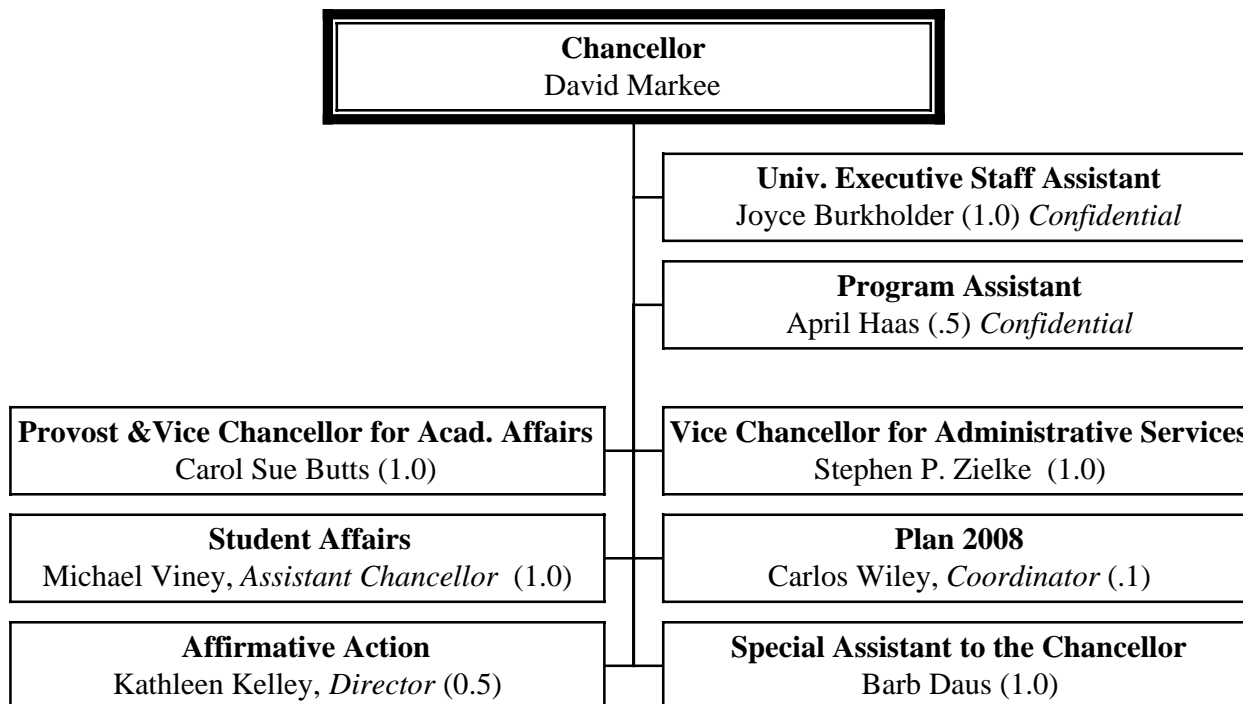 Chancellor
David Markee
Univ. Executive Staff Assistant
Joyce Burkholder (1.0) Confidential
Program Assistant
April Haas (.5) Confidential
Provost &Vice Chancellor for Acad. Affairs
Carol Sue Butts (1.0)
Vice Chancellor for Administrative Services
Stephen P. Zielke  (1.0)
Student Affairs
Michael Viney, Assistant Chancellor  (1.0)
Plan 2008
Carlos Wiley, Coordinator (.1)
Affirmative Action
Kathleen Kelley, Director (0.5)
Special Assistant to the Chancellor
Barb Daus (1.0)